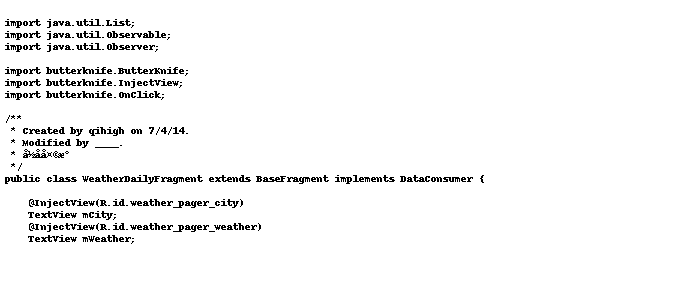 import java.util.List;
import java.util.Observable;
import java.util.Observer;
import butterknife.ButterKnife;
import butterknife.InjectView;
import butterknife.OnClick;
/**
* Created by qihigh on 7/4/14.
* Modified by ____.
*
*/
public class WeatherDailyFragment extends BaseFragment implements DataConsumer {
@InjectView(R.id.weather_pager_city)
TextView mCity;
@InjectView(R.id.weather_pager_weather)
TextView mWeather;